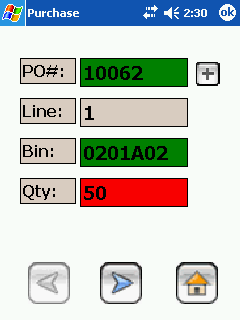 Purchase 2:30 ok
PO#: 10062 +
Line: 1
Bin: 0201A02
Qty: 50